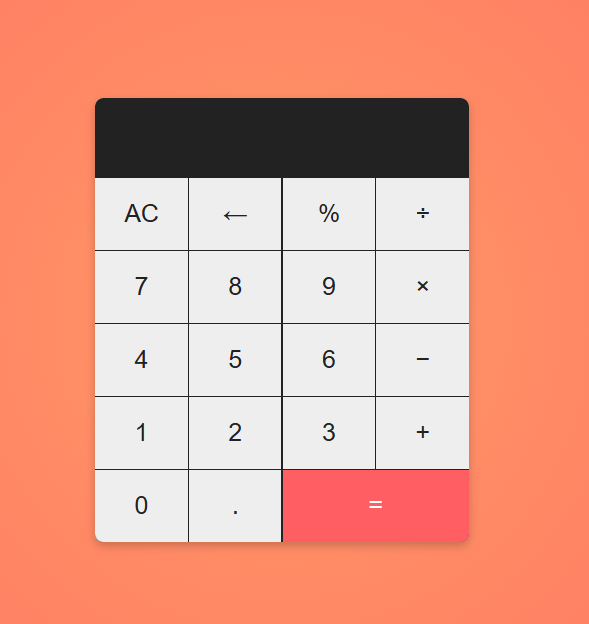 AC ← % ÷
7 8 9 ×
4 5 6 −
1 2 3 +
0 . =